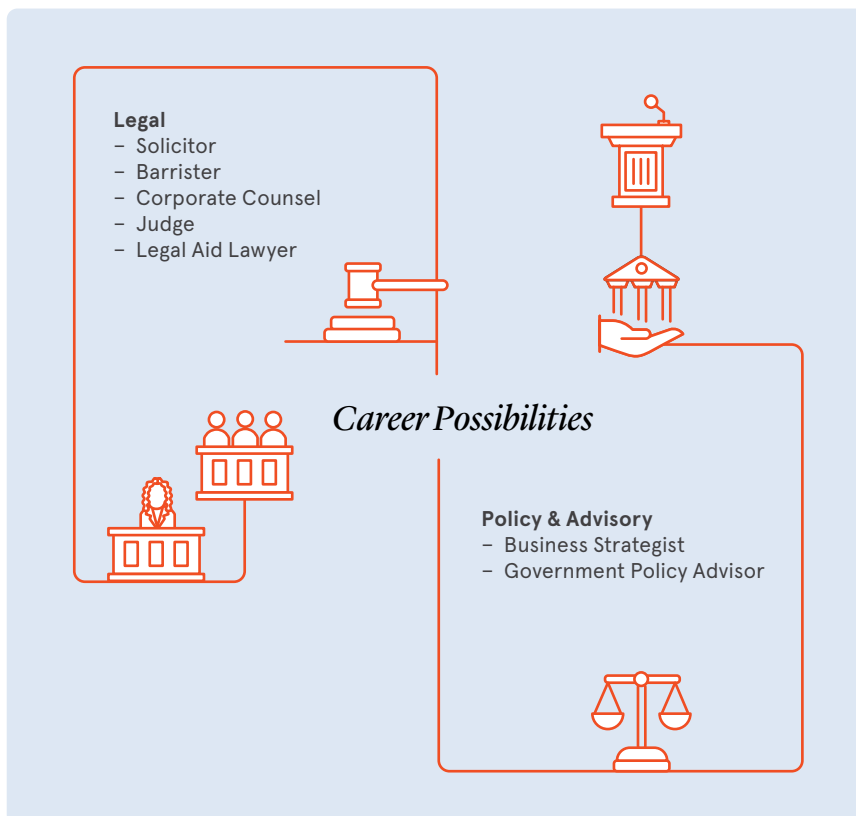 Legal
– Solicitor
– Barrister
– Corporate Counsel
– Judge
– Legal Aid Lawyer
Career Possibilities
Policy & Advisory
– Business Strategist
– Government Policy Advisor